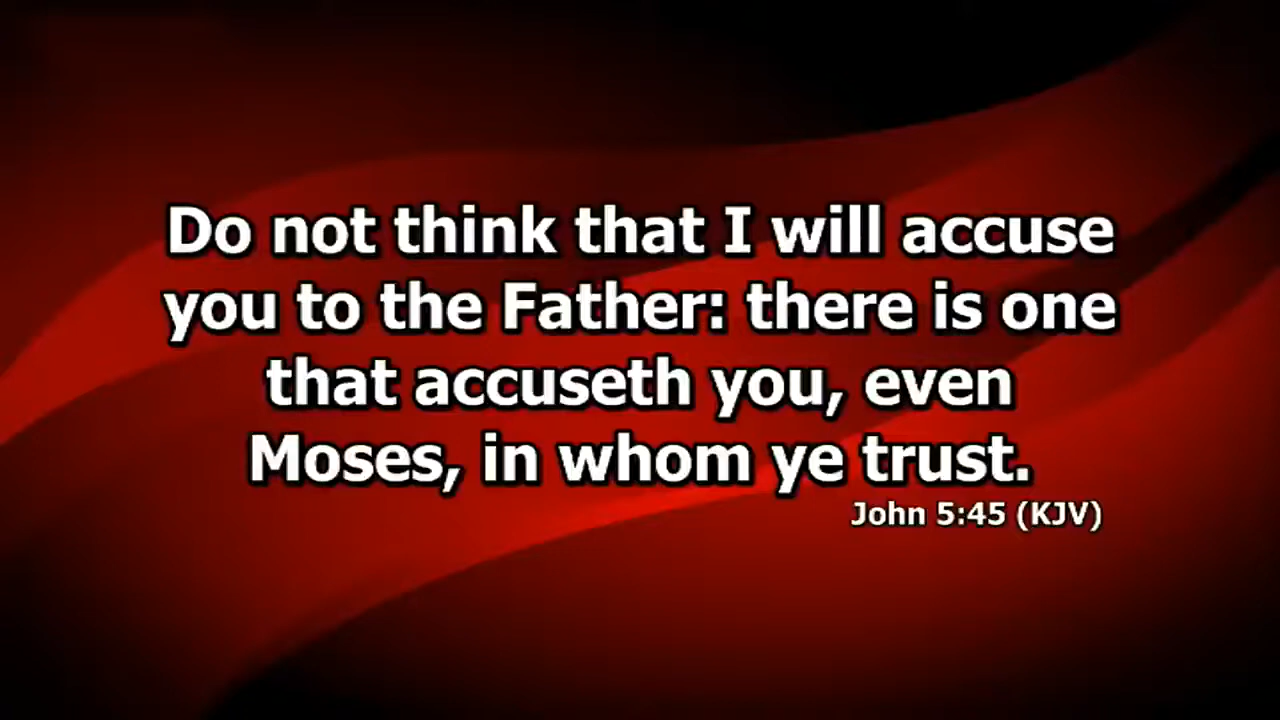 Do not think that I will accuse
you to the Father: there is one
that accuseth you, even
Moses, in whom ye trust.
John 5:45 (KJV)